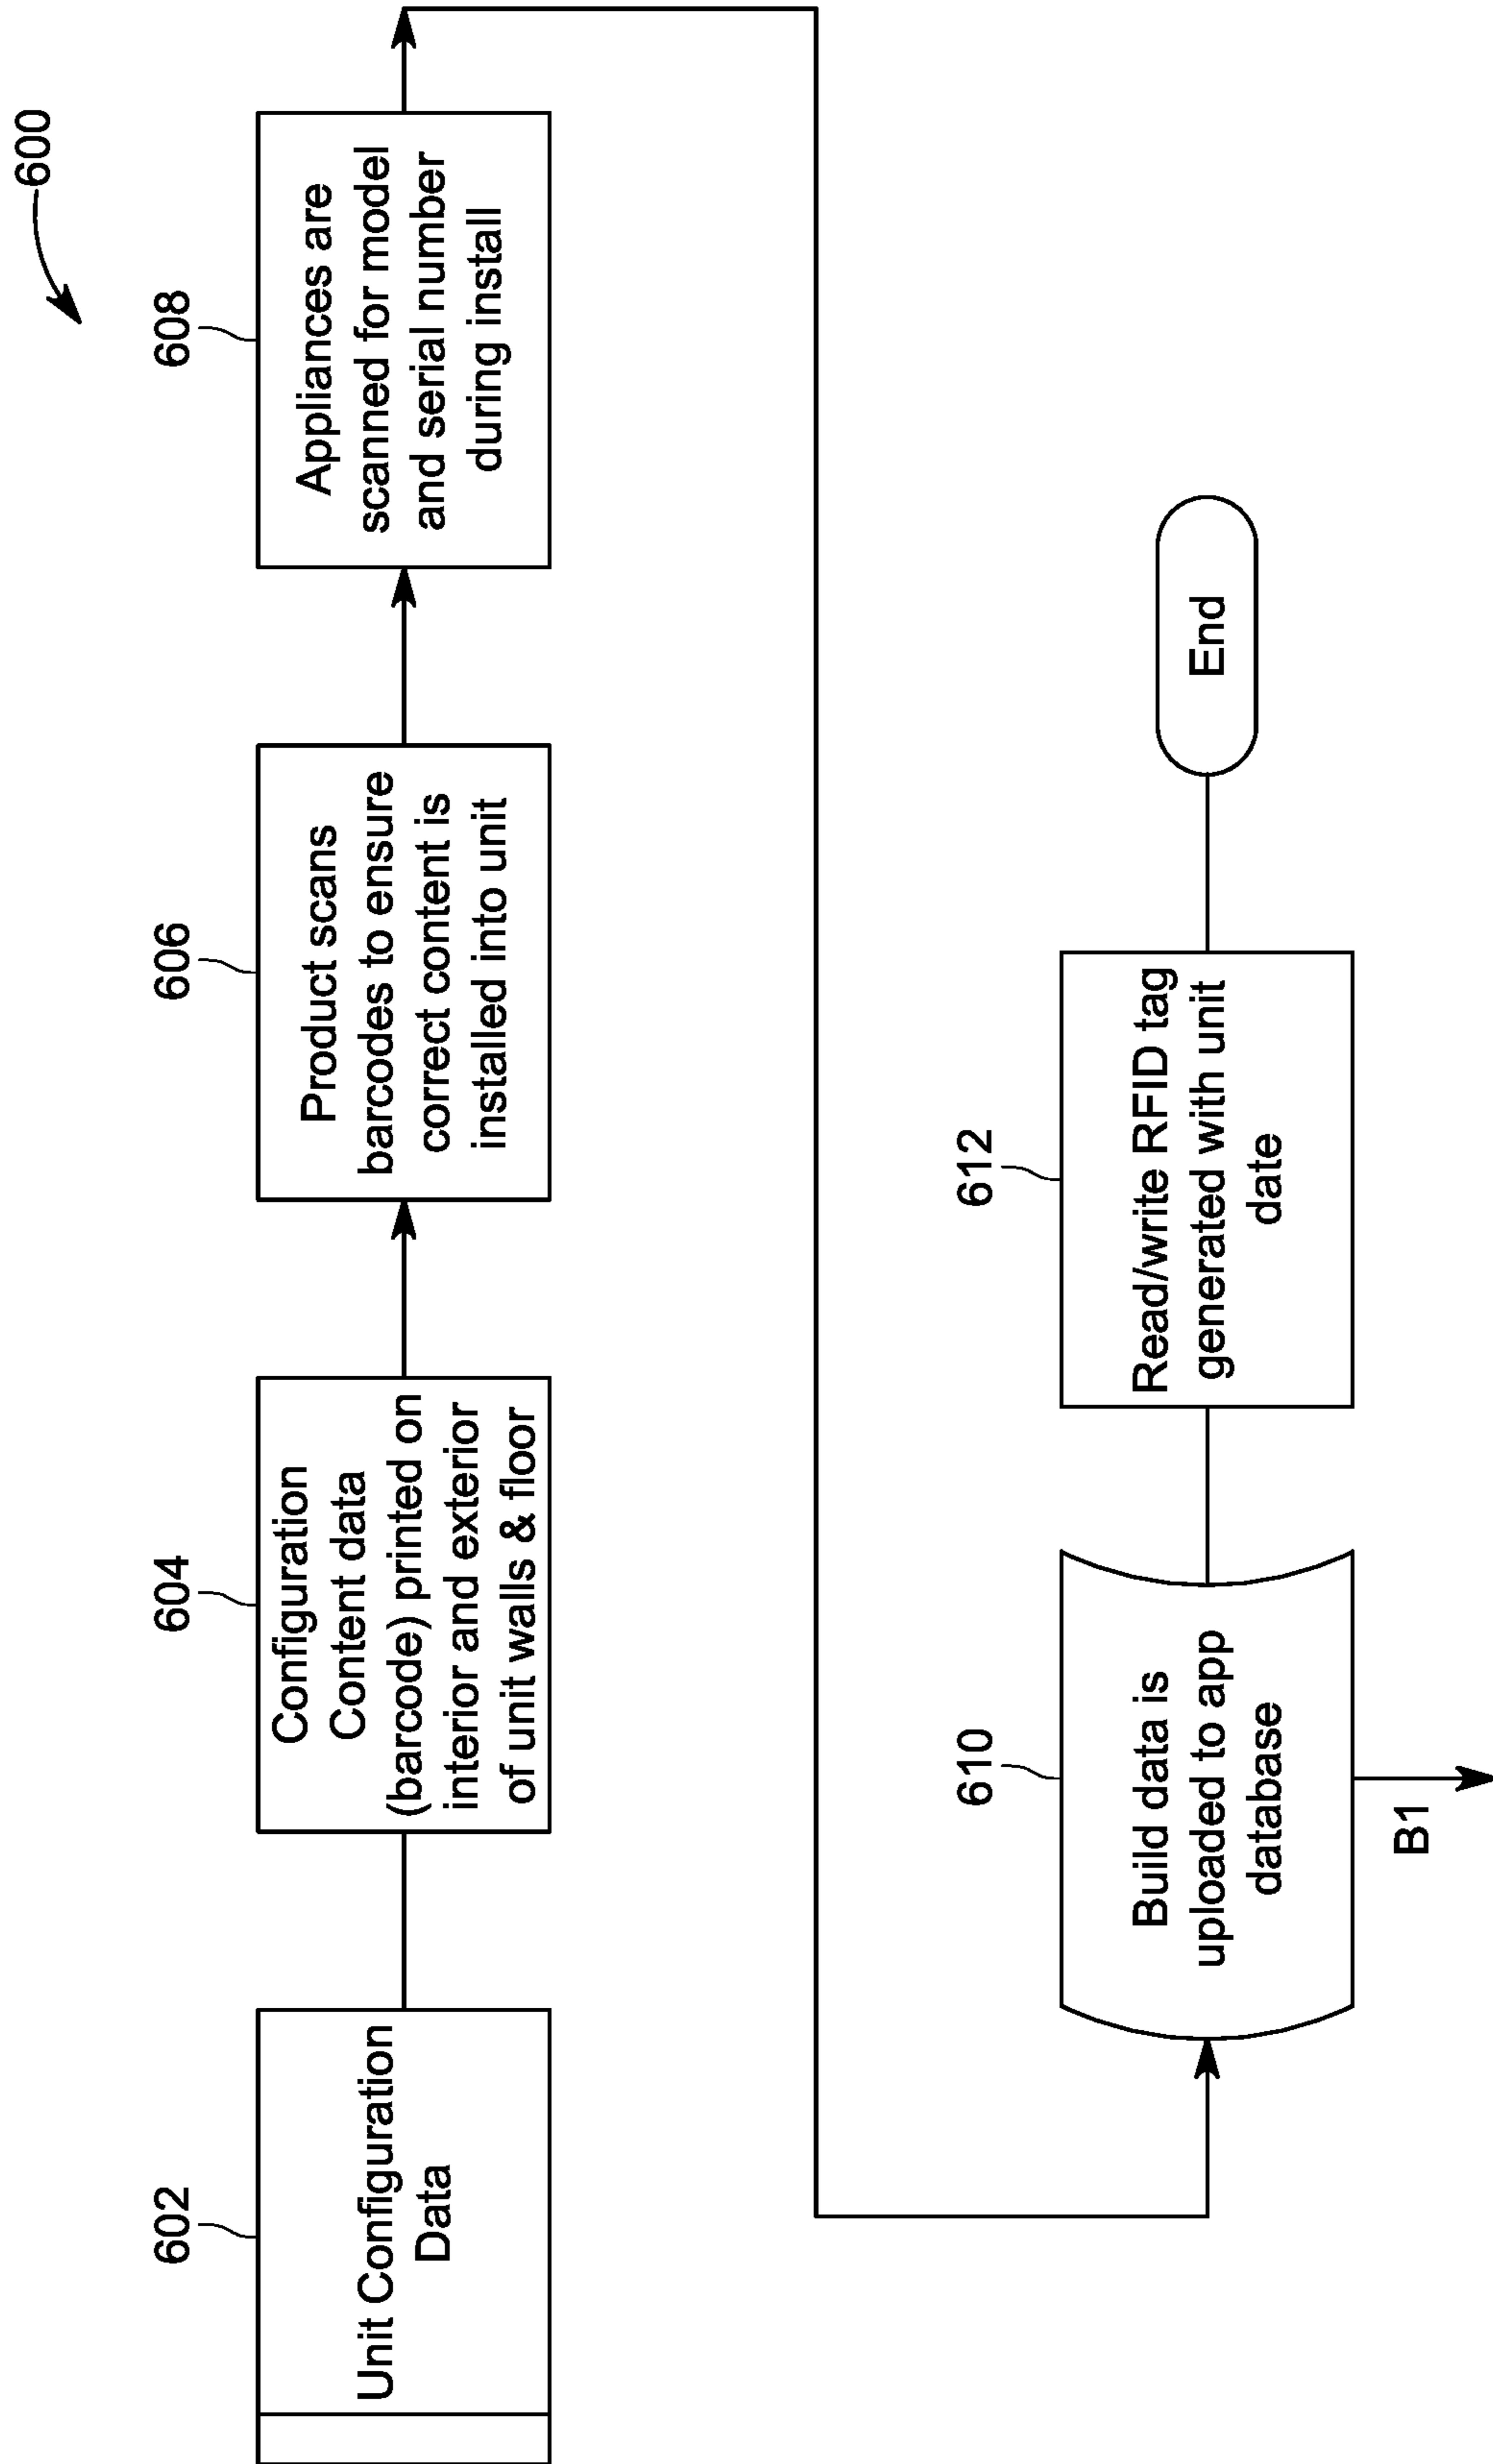 600
602
Unit Configuration
Data
604
Configuration
Content data
(barcode) printed on
interior and exterior
of unit walls & floor
606
Product scans
barcodes to ensure
correct content is
installed into unit
608
Appliances are
scanned for model
and serial number
during install
610
Build data is
uploaded to app
database
B1
612
Read/write RFID tag
generated with unit
date
End